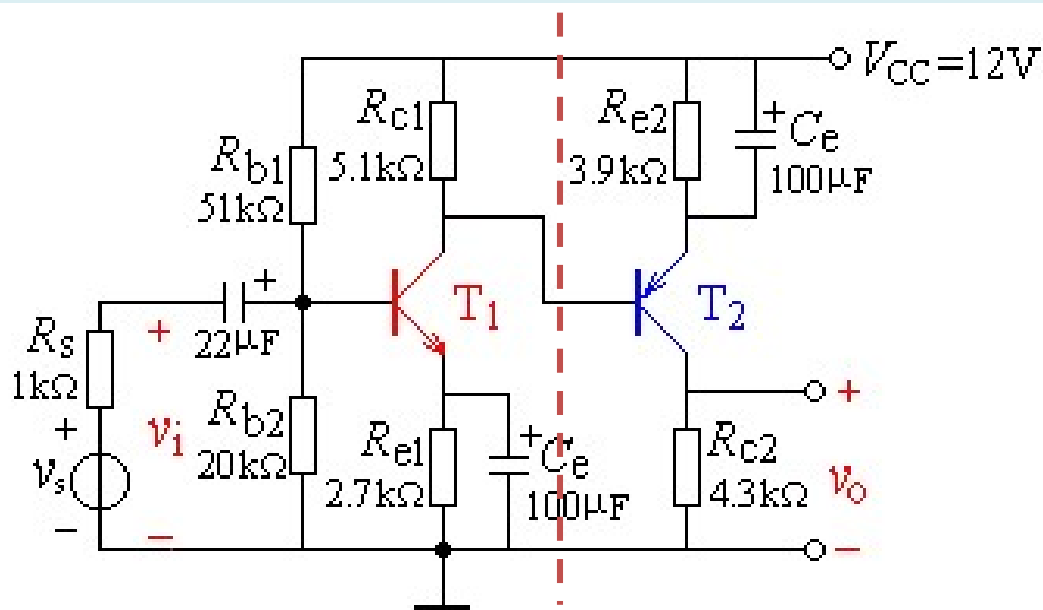 V_CC=12V
R_c1
5.1kΩ
R_e2
3.9kΩ
+
C_e
100μF
R_b1
51kΩ
+
22μF
T_1
T_2
R_s
1kΩ
+
v_s
−
+
v_i
−
R_b2
20kΩ
R_e1
2.7kΩ
+
C_e
100μF
R_c2
4.3kΩ
+
v_o
−